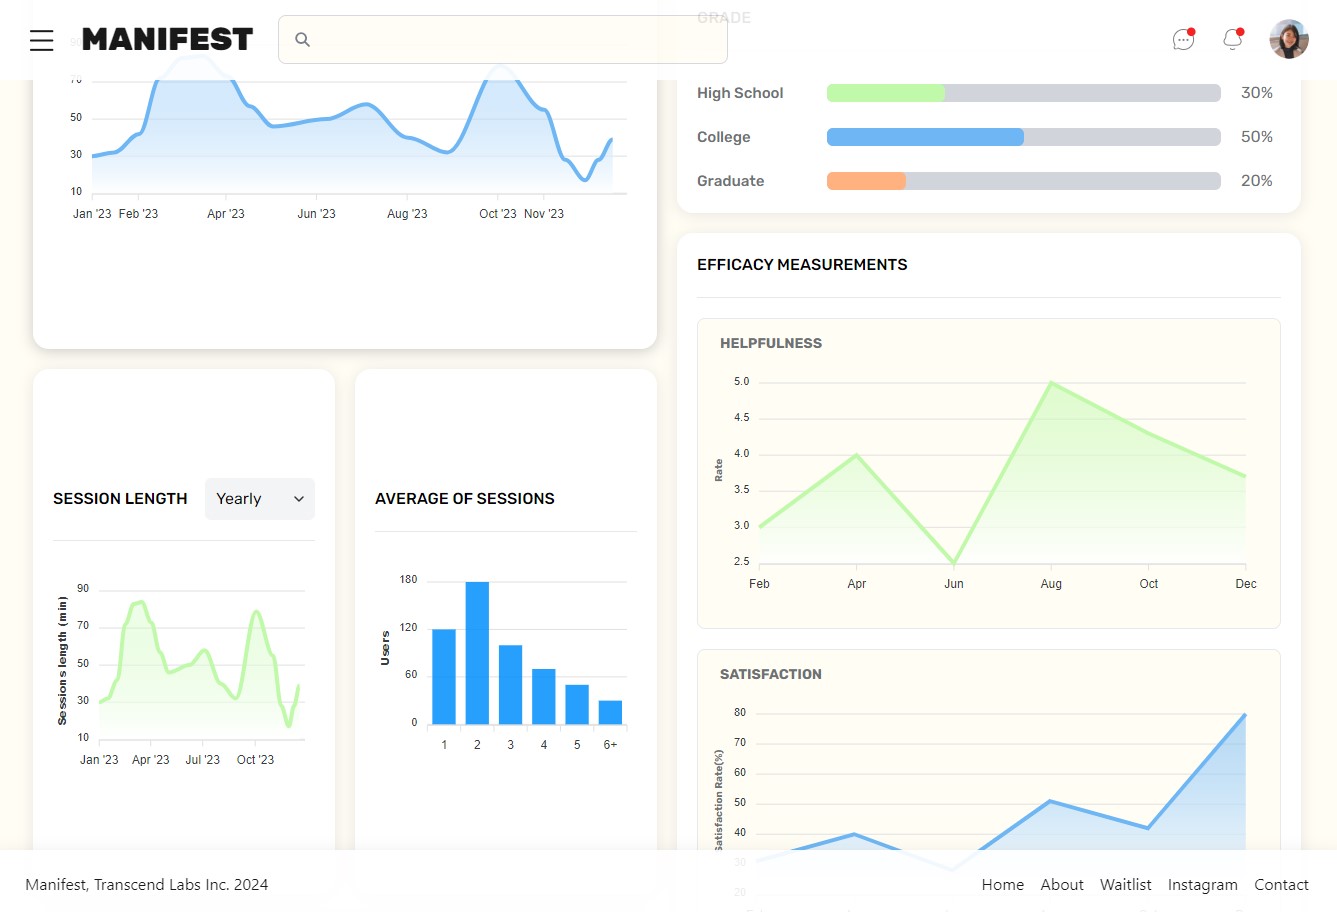 MANIFEST
GRADE
90
70
50
30
10
Jan '23 Feb '23 Apr '23 Jun '23 Aug '23 Oct '23 Nov '23
High School 30%
College 50%
Graduate 20%
EFFICACY MEASUREMENTS
HELPFULNESS
Rate
5.0
4.5
4.0
3.5
3.0
2.5
Feb Apr Jun Aug Oct Dec
SESSION LENGTH Yearly
Sessions length (min)
90
70
50
30
10
Jan '23 Apr '23 Jul '23 Oct '23
AVERAGE OF SESSIONS
Users
180
120
60
0
1 2 3 4 5 6+
SATISFACTION
Satisfaction Rate(%)
80
70
60
50
40
30
20
Manifest, Transcend Labs Inc. 2024
Home About Waitlist Instagram Contact